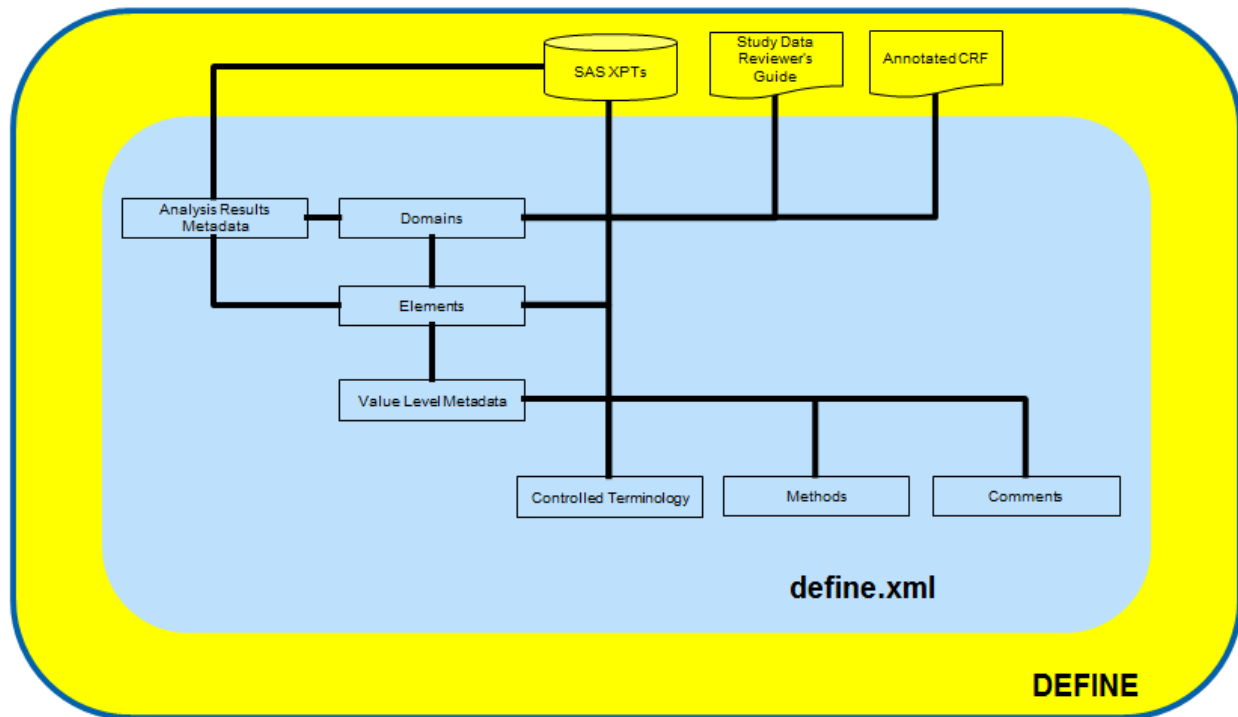 SAS XPTs
Study Data
Reviewer's
Guide
Annotated CRF
Analysis Results
Metadata
Domains
Elements
Value Level Metadata
Controlled Terminology
Methods
Comments
define.xml
DEFINE